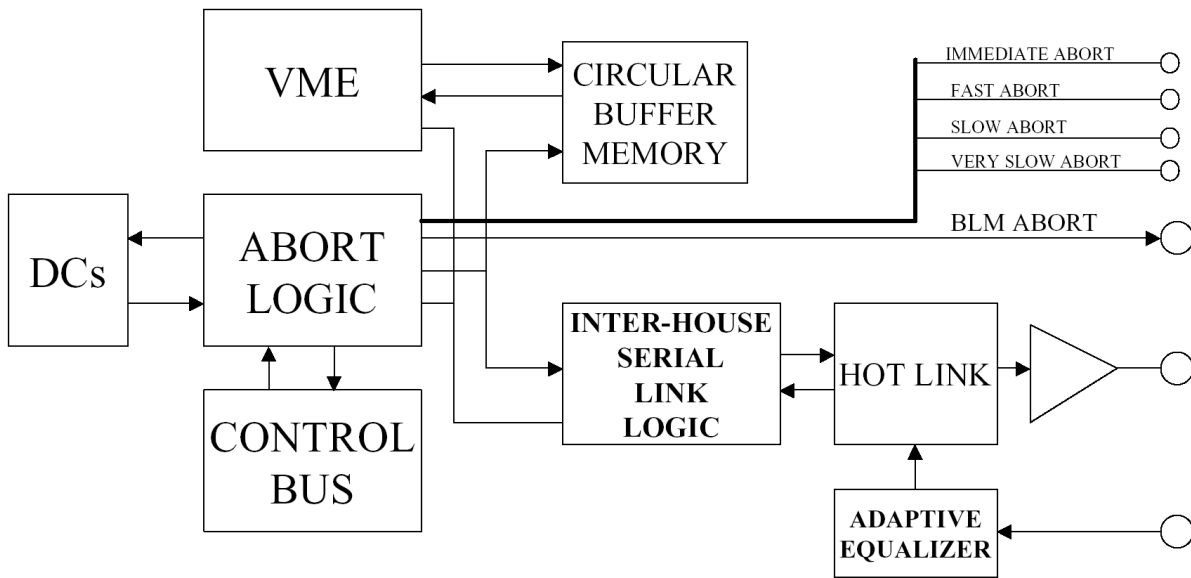 VME
CIRCULAR
BUFFER
MEMORY
IMMEDIATE ABORT
FAST ABORT
SLOW ABORT
VERY SLOW ABORT
DCs
ABORT
LOGIC
BLM ABORT
INTER-HOUSE
SERIAL
LINK
LOGIC
HOT LINK
CONTROL
BUS
ADAPTIVE
EQUALIZER